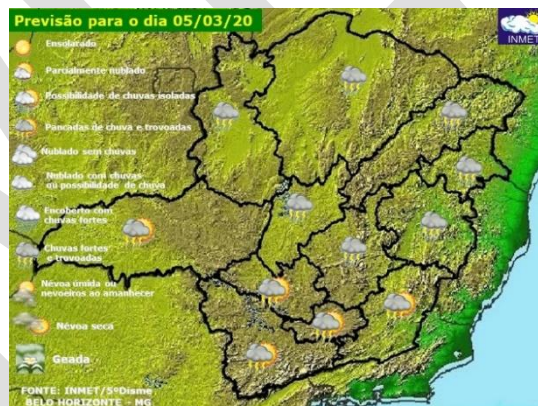 Previsão para o dia 05/03/20
INMET
Ensolarado
Parcialmente nublado
Possibilidade de chuvas isoladas
Pancadas de chuva e trovoadas
Nublado sem chuvas
Nublado com chuvas
ou possibilidade de chuva
Encoberto com
chuvas fortes
Chuvas fortes
e trovoadas
Névoa úmida ou
nevoeiros ao amanhecer
Névoa seca
Geada
FONTE: INMET/5ºDisme
BELO HORIZONTE - MG